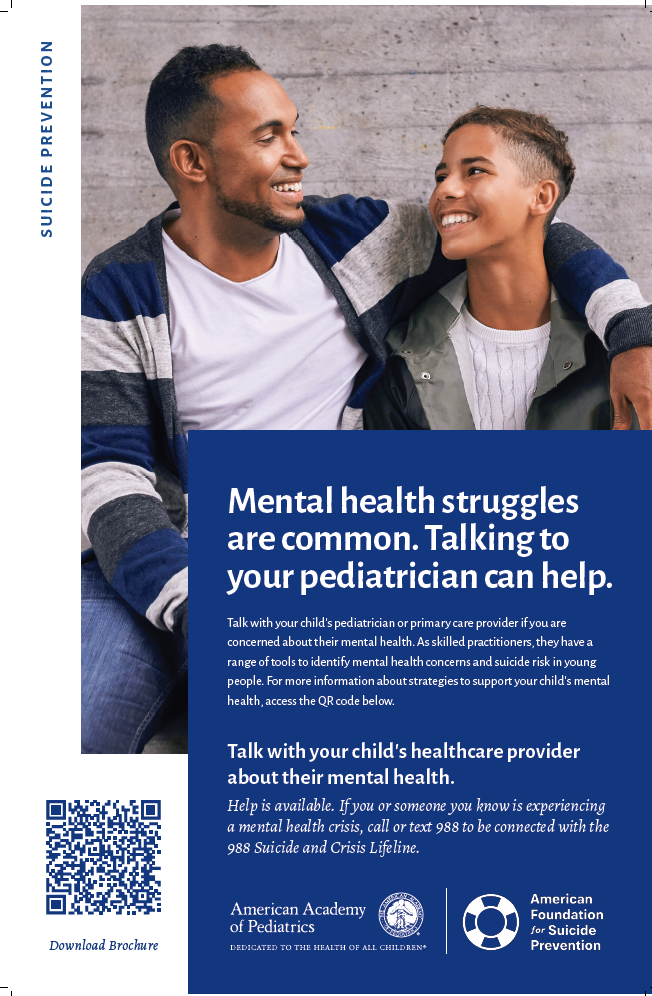 SUICIDE PREVENTION
Mental health struggles
are common. Talking to
your pediatrician can help.
Talk with your child's pediatrician or primary care provider if you are
concerned about their mental health. As skilled practitioners, they have a
range of tools to identify mental health concerns and suicide risk in young
people. For more information about strategies to support your child's mental
health, access the QR code below.
Talk with your child's healthcare provider
about their mental health.
Help is available. If you or someone you know is experiencing
a mental health crisis, call or text 988 to be connected with the
988 Suicide and Crisis Lifeline.
Download Brochure
American Academy
of Pediatrics
DEDICATED TO THE HEALTH OF ALL CHILDREN®
American
Foundation
for Suicide
Prevention